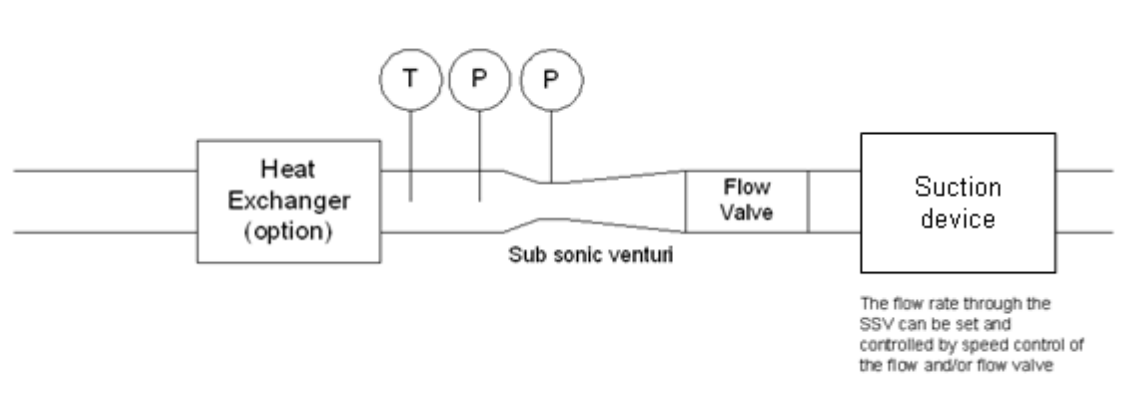 T
P
P
Heat
Exchanger
(option)
Flow
Valve
Suction
device
Sub sonic venturi
The flow rate through the
SSV can be set and
controlled by speed control of
the flow and/or flow valve